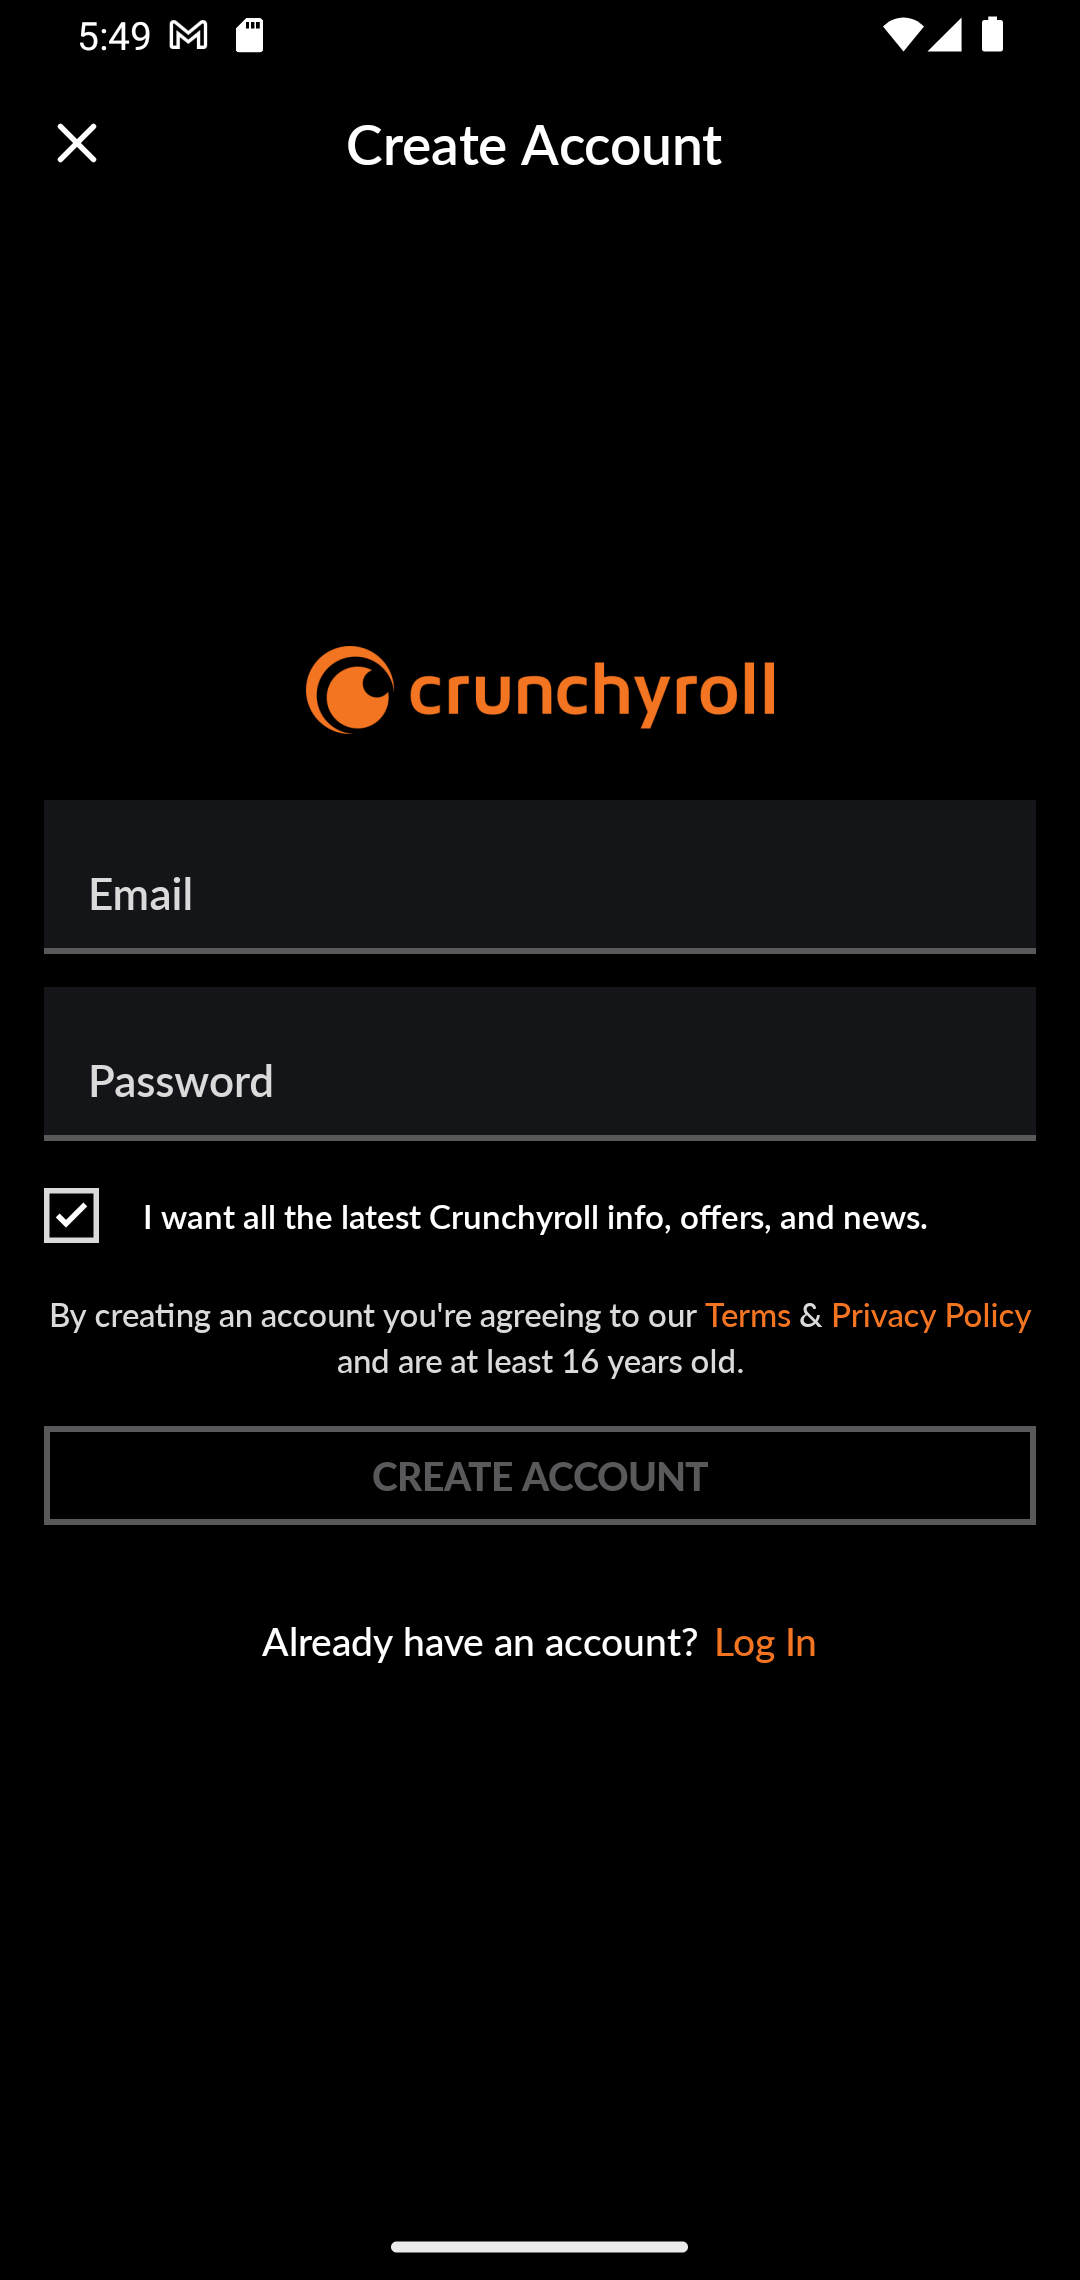 5:49
Create Account
crunchyroll
Email
Password
I want all the latest Crunchyroll info, offers, and news.
By creating an account you're agreeing to our Terms & Privacy Policy
and are at least 16 years old.
CREATE ACCOUNT
Already have an account? Log In